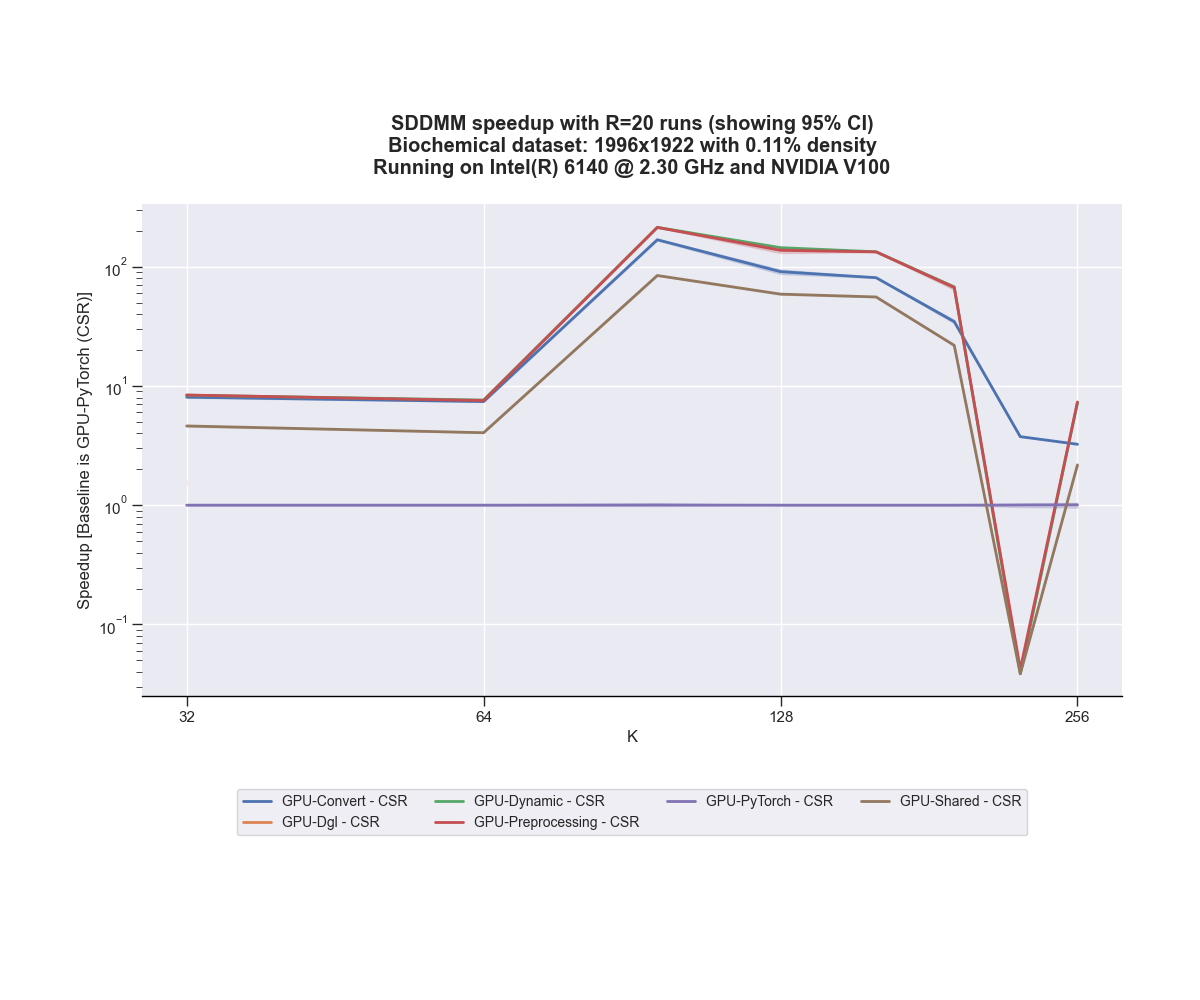 SDDMM speedup with R=20 runs (showing 95% CI)
Biochemical dataset: 1996x1922 with 0.11% density
Running on Intel(R) 6140 @ 2.30 GHz and NVIDIA V100
Speedup [Baseline is GPU-PyTorch (CSR)]
10^2
10^1
10^0
10^−1
32 64 128 256
K
GPU-Convert - CSR GPU-Dynamic - CSR GPU-PyTorch - CSR GPU-Shared - CSR
GPU-Dgl - CSR GPU-Preprocessing - CSR